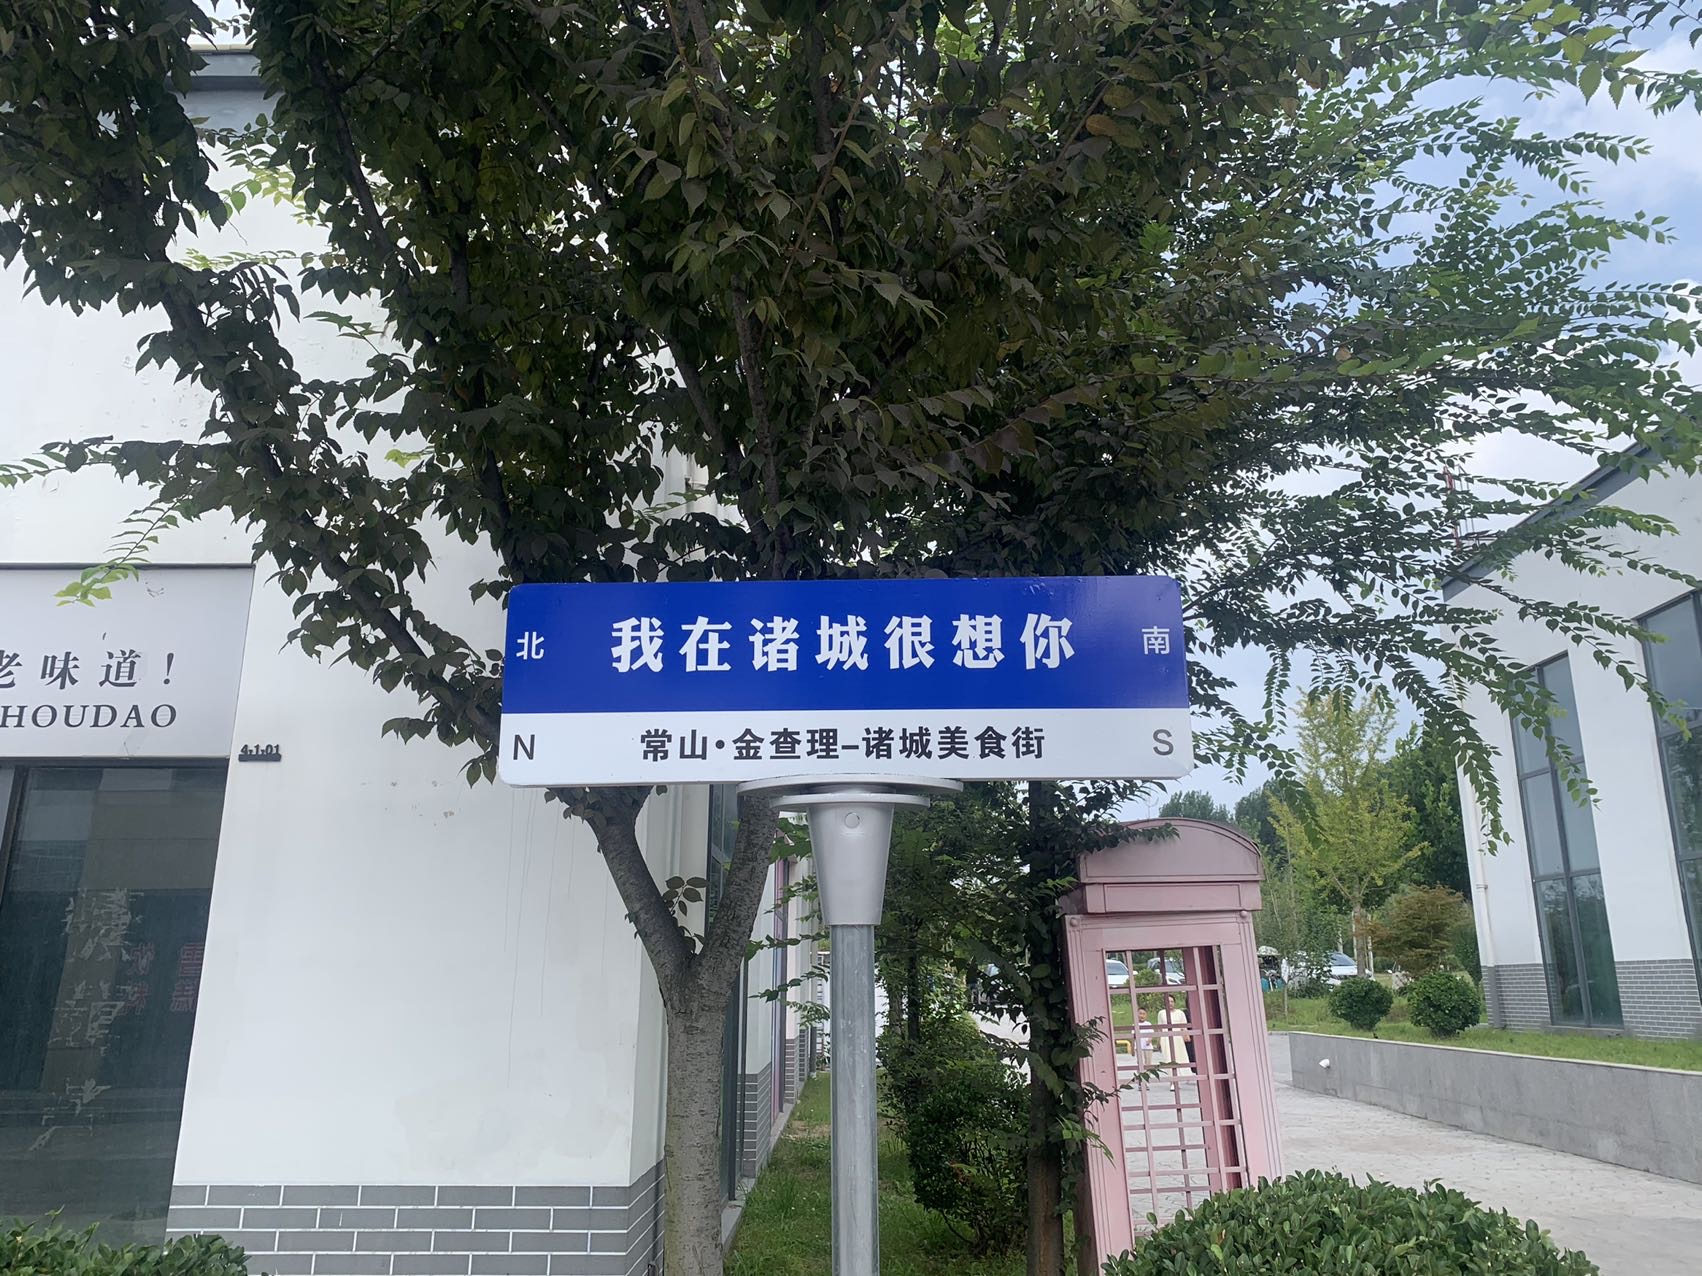 北 我在诸城很想你 南
N 常山·金查理-诸城美食街 S
老味道！
HOUDAO
4-1-01